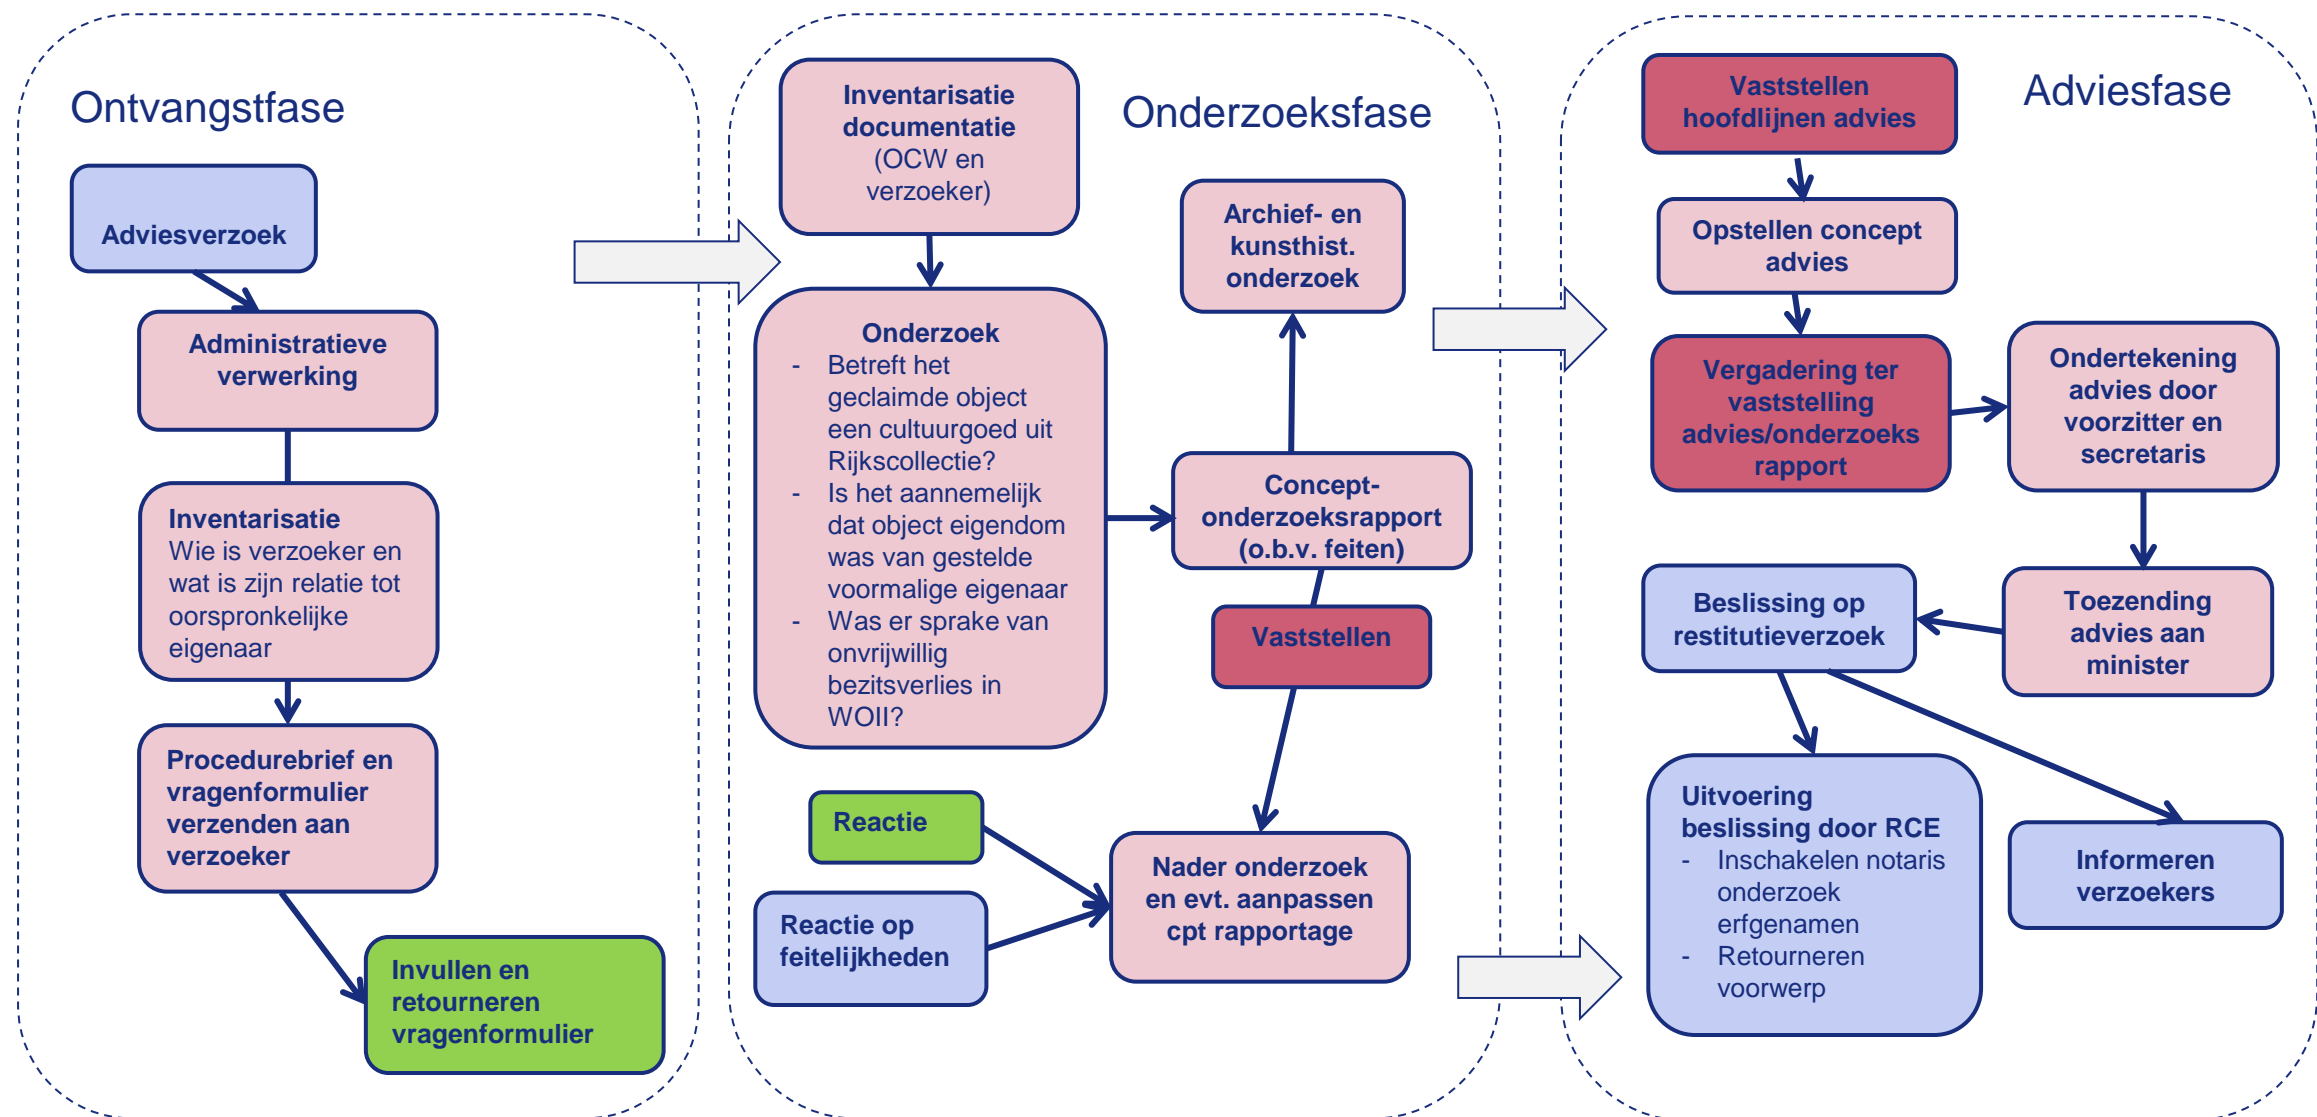 Ontvangstfase
Adviesverzoek
Administratieve
verwerking
Inventarisatie
Wie is verzoeker en
wat is zijn relatie tot
oorspronkelijke
eigenaar
Procedurebrief en
vragenformulier
verzenden aan
verzoeker
Invullen en
retourneren
vragenformulier
Onderzoeksfase
Inventarisatie
documentatie
(OCW en
verzoeker)
Onderzoek
- Betreft het
geclaimde object
een cultuurgoed uit
Rijkscollectie?
- Is het aannemelijk
dat object eigendom
was van gestelde
voormalige eigenaar
- Was er sprake van
onvrijwillig
bezitsverlies in
WOII?
Archief- en
kunsthist.
onderzoek
Concept-
onderzoeksrapport
(o.b.v. feiten)
Vaststellen
Reactie
Reactie op
feitelijkheden
Nader onderzoek
en evt. aanpassen
cpt rapportage
Adviesfase
Vaststellen
hoofdlijnen advies
Opstellen concept
advies
Vergadering ter
vaststelling
advies/onderzoeks
rapport
Ondertekening
advies door
voorzitter en
secretaris
Toezending
advies aan
minister
Beslissing op
restitutieverzoek
Uitvoering
beslissing door RCE
- Inschakelen notaris
onderzoek
erfgenamen
- Retourneren
voorwerp
Informeren
verzoekers